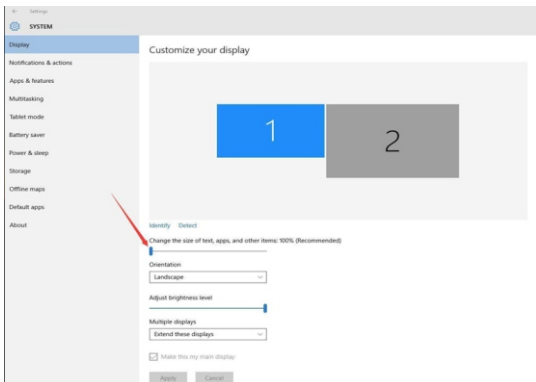 Settings
SYSTEM
Display
Notifications & actions
Apps & features
Multitasking
Tablet mode
Battery saver
Power & sleep
Storage
Offline maps
Default apps
About
Customize your display
1
2
Identify Detect
Change the size of text, apps, and other items: 100% (Recommended)
Orientation
Landscape
Adjust brightness level
Multiple displays
Extend these displays
Make this my main display
Apply Cancel